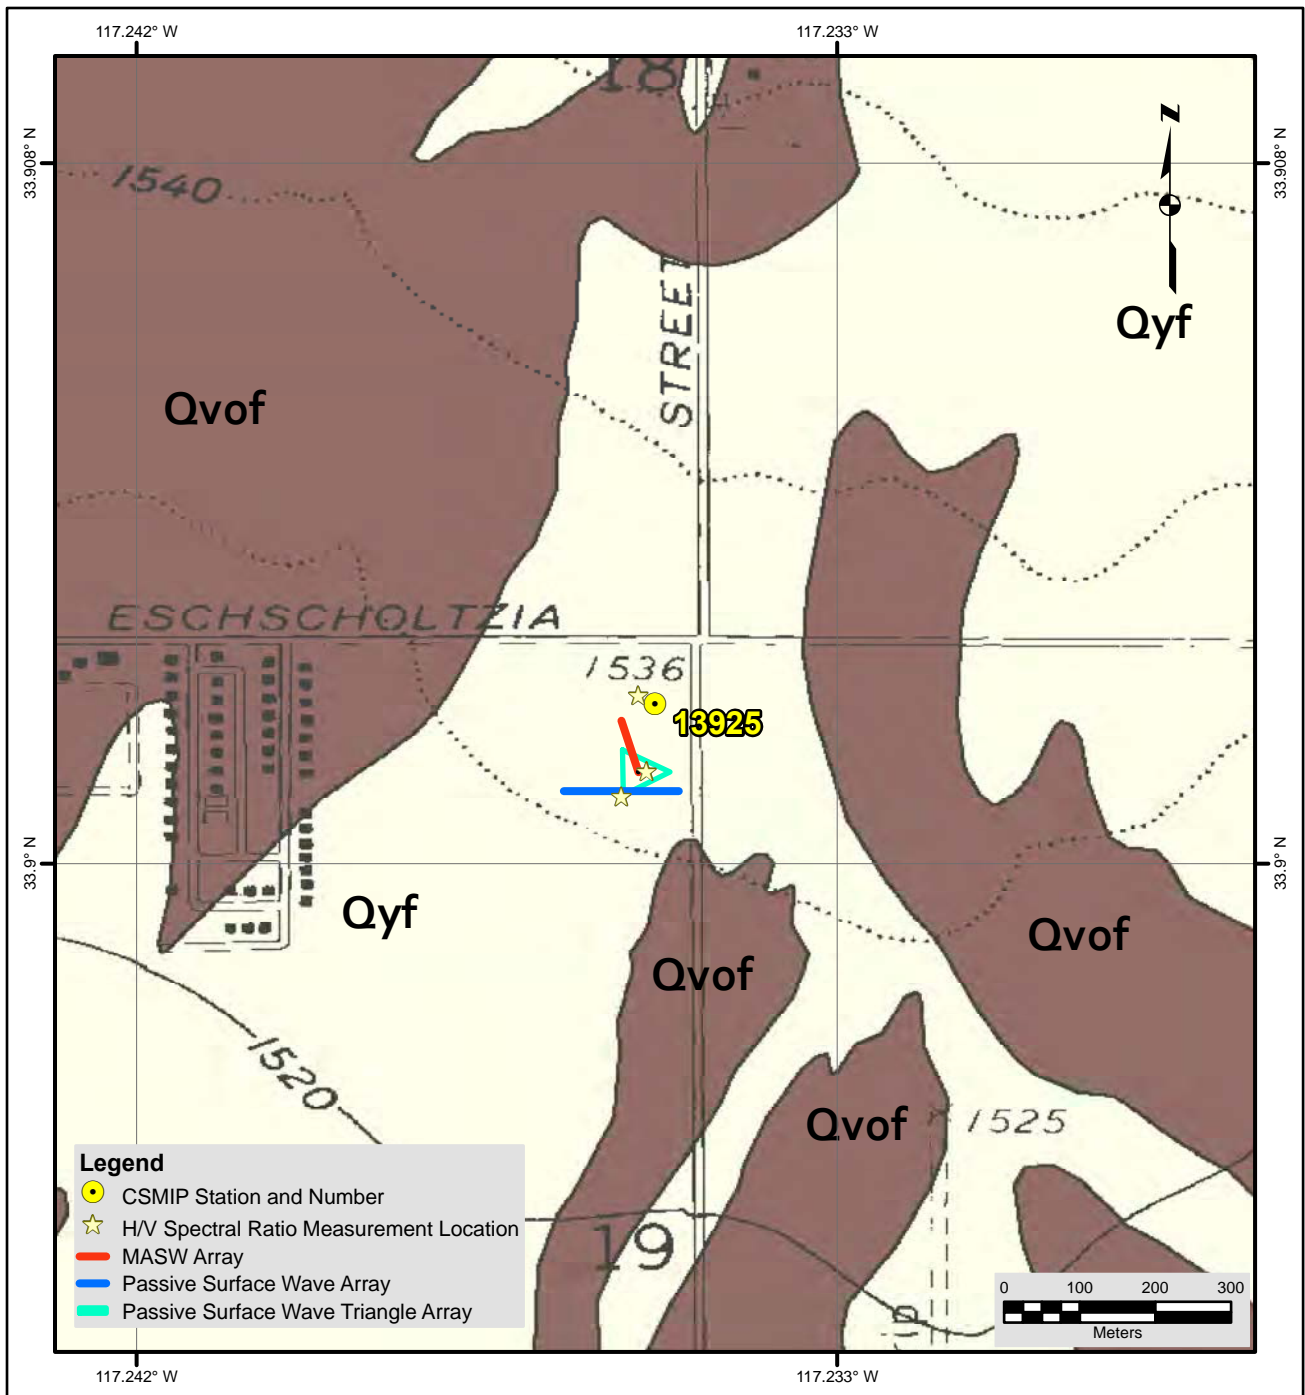 117.242° W
117.233° W
18
33.908° N
33.908° N
1540
N
Qyf
STREET
Qvof
ESCHSCHOLTZIA
1536
13925
33.9° N
33.9° N
Qyf
Qvof
Qvof
1520
Qvof
1525
Legend
CSMIP Station and Number
H/V Spectral Ratio Measurement Location
MASW Array
Passive Surface Wave Array
Passive Surface Wave Triangle Array
19
0 100 200 300
Meters
117.242° W
117.233° W